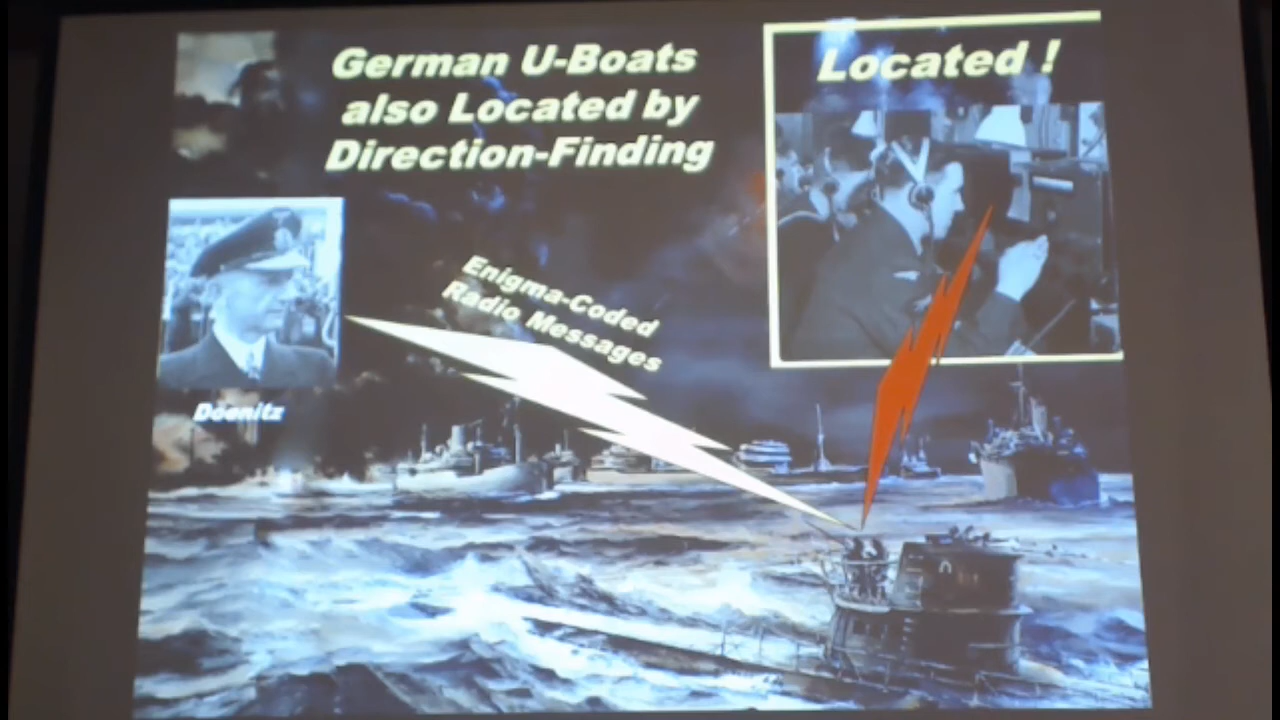 German U-Boats
also Located by
Direction-Finding
Located !
Enigma-Coded
Radio Messages
Doenitz